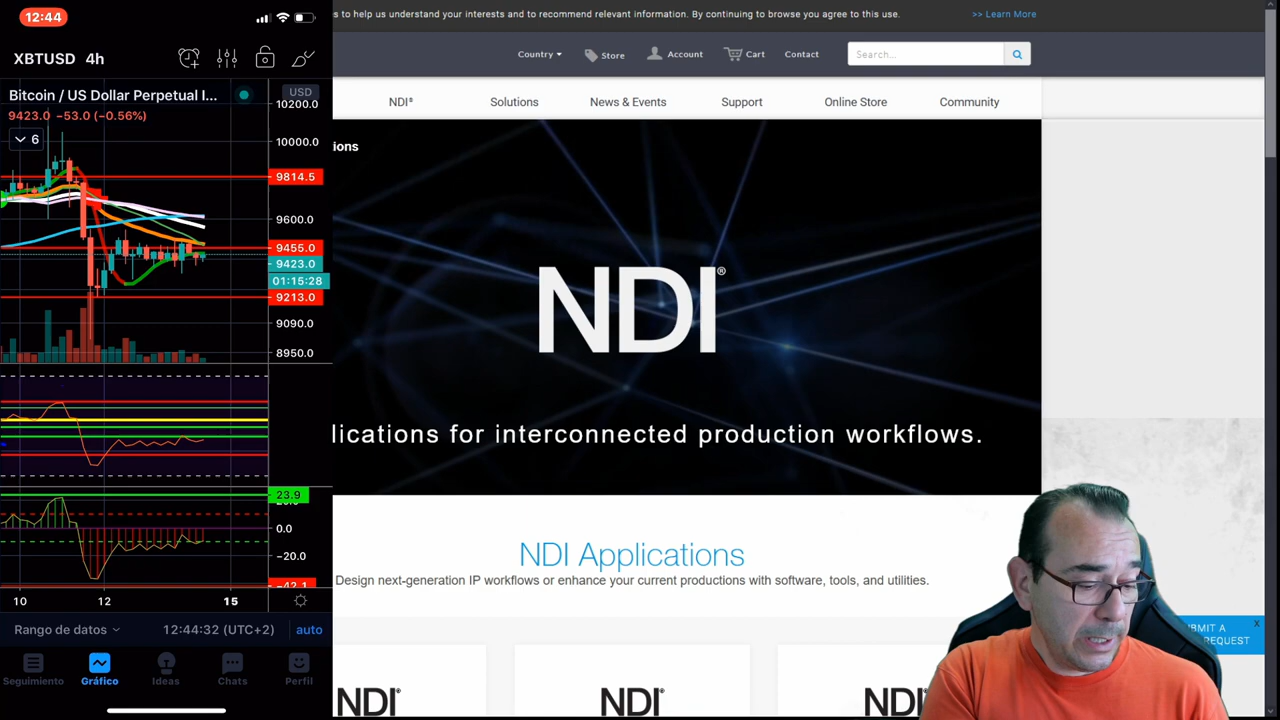 12:44
XBTUSD 4h
Bitcoin / US Dollar Perpetual I...
9423.0 −53.0 (−0.56%)
6
USD
10200.0
10000.0
9814.5
9600.0
9455.0
9423.0
01:15:28
9213.0
9090.0
8950.0
23.9
0.0
−20.0
−42.1
10 12 15
Rango de datos 12:44:32 (UTC+2) auto
Seguimiento Gráfico Ideas Chats Perfil
s to help us understand your interests and to recommend relevant information. By continuing to browse you agree to this use. >> Learn More
Country Store Account Cart Contact Search...
NDI® Solutions News & Events Support Online Store Community
ions
NDI®
lications for interconnected production workflows.
NDI Applications
Design next-generation IP workflows or enhance your current productions with software, tools, and utilities.
X
UBMIT A
REQUEST
NDI® NDI® NDI